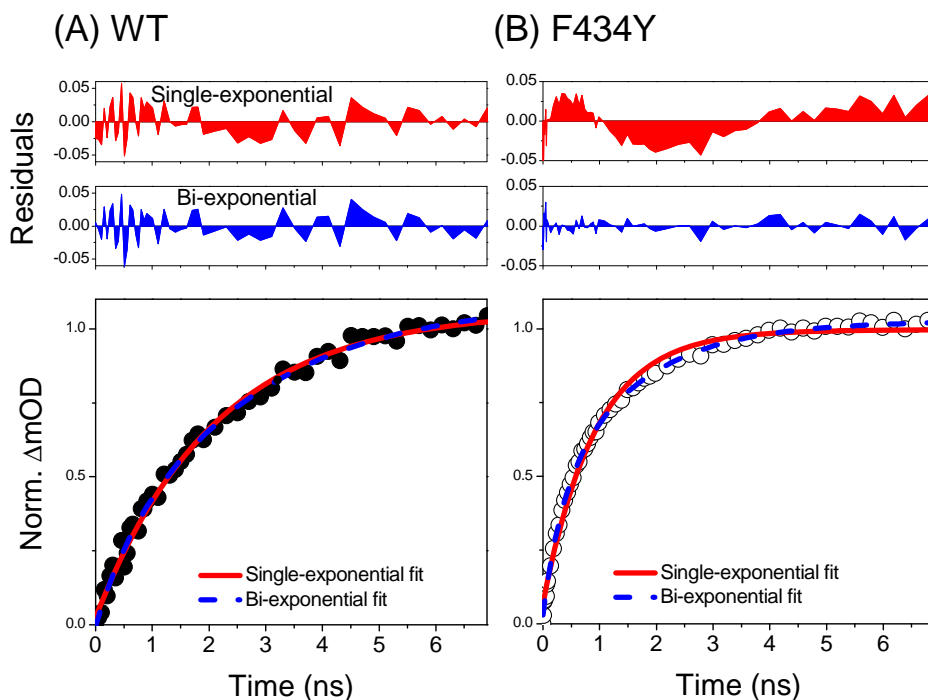 (A) WT
(B) F434Y
Residuals
0.05
0.00
-0.05
Single-exponential
0.05
0.00
-0.05
0.05
0.00
-0.05
Bi-exponential
0.05
0.00
-0.05
Norm. ΔmOD
1.0
0.5
0.0
Single-exponential fit
Bi-exponential fit
0 1 2 3 4 5 6
Time (ns)
1.0
0.5
0.0
Single-exponential fit
Bi-exponential fit
0 1 2 3 4 5 6
Time (ns)